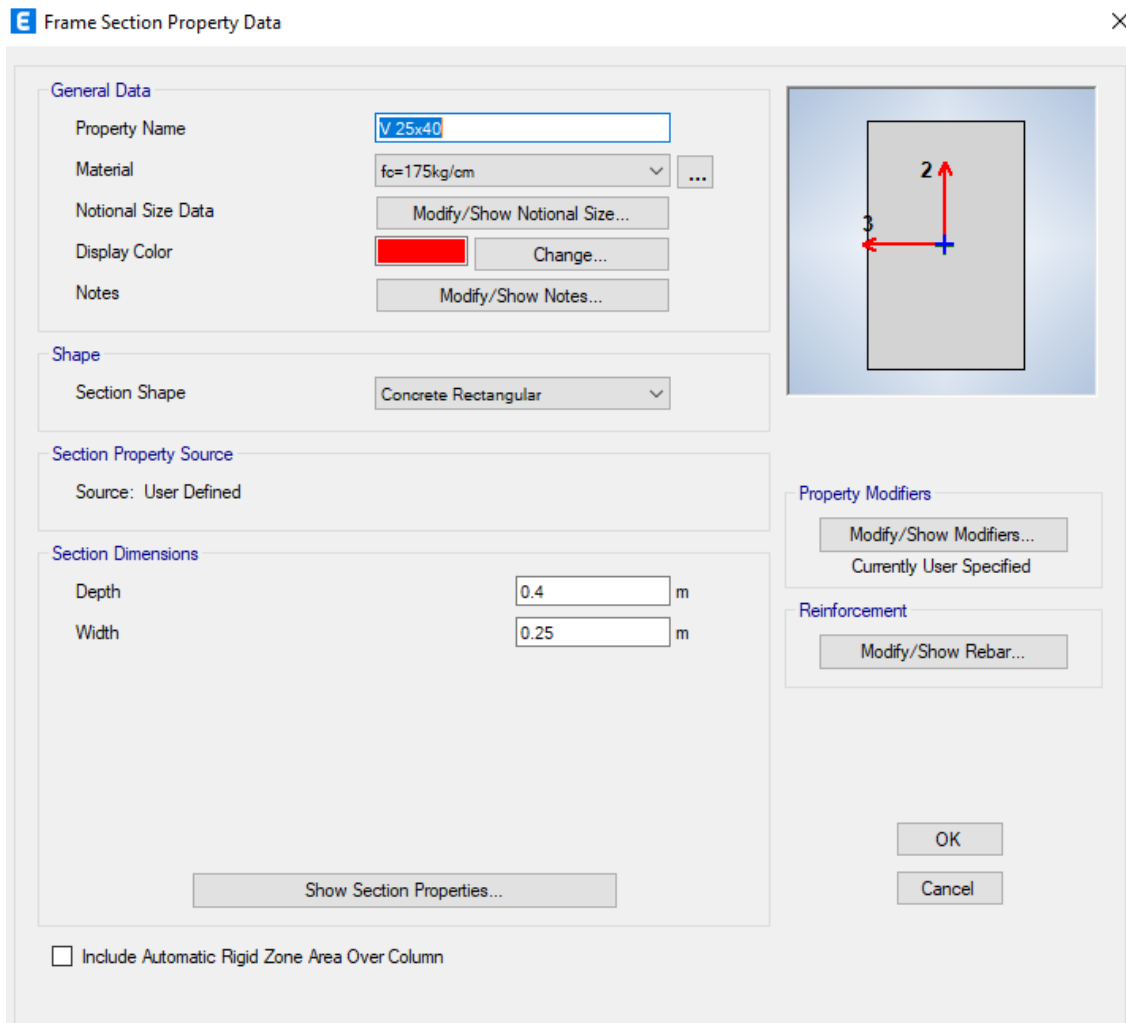 E Frame Section Property Data
General Data
Property Name V 25x40
Material fc=175kg/cm ...
Notional Size Data Modify/Show Notional Size...
Display Color Change...
Notes Modify/Show Notes...
2
3
Shape
Section Shape Concrete Rectangular
Section Property Source
Source: User Defined
Property Modifiers
Modify/Show Modifiers...
Currently User Specified
Section Dimensions
Depth 0.4 m
Width 0.25 m
Reinforcement
Modify/Show Rebar...
Show Section Properties...
OK
Cancel
Include Automatic Rigid Zone Area Over Column